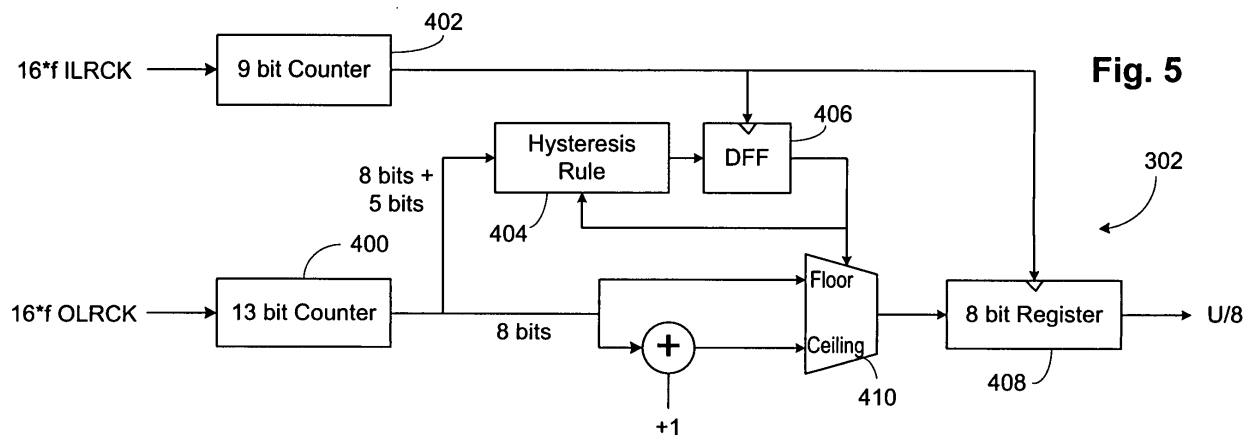 402
16*f ILRCK
9 bit Counter
Fig. 5
406
Hysteresis
Rule
DFF
8 bits +
5 bits
302
404
400
Floor
16*f OLRCK
13 bit Counter
8 bits
8 bit Register
U/8
+
Ceiling
410
408
+1